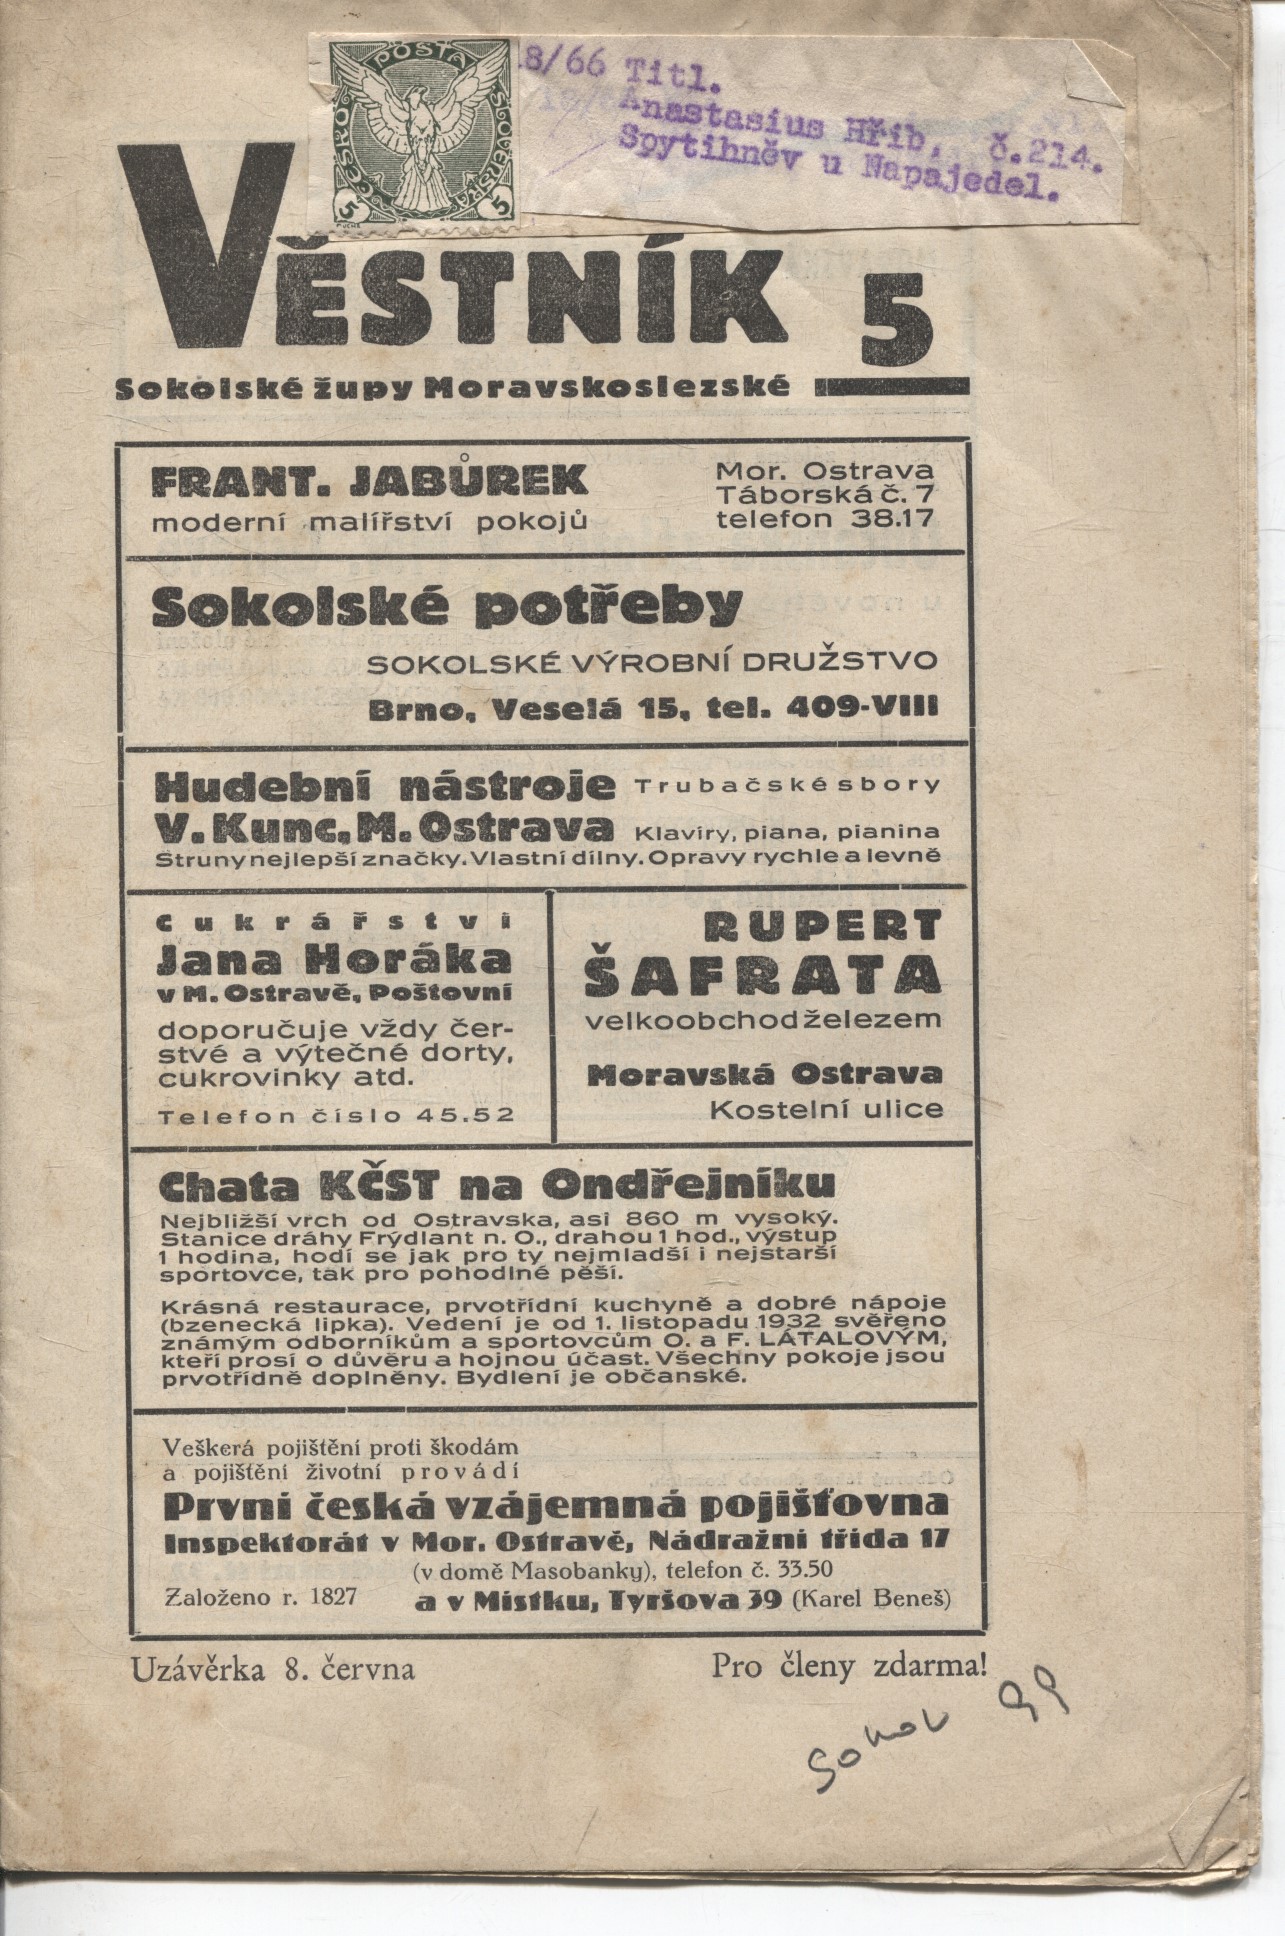 POSTA
ČESKO
SLOVENSKÁ
5 5
18/66 Titl.
Anastasius Hřib, č.214.
Spytihněv u Napajedel.
VĚSTNÍK 5
Sokolské župy Moravskoslezské
FRANT. JABŮREK
moderní malířství pokojů
Mor. Ostrava
Táborská č. 7
telefon 38.17
Sokolské potřeby
SOKOLSKÉ VÝROBNÍ DRUŽSTVO
Brno, Veselá 15, tel. 409-VIII
Hudební nástroje Trubačské sbory
V. Kunc, M. Ostrava Klavíry, piana, pianina
Struny nejlepší značky. Vlastní dílny. Opravy rychle a levně
Cukrářství
Jana Horáka
v M. Ostravě, Poštovní
doporučuje vždy čer-
stvé a výtečné dorty,
cukrovinky atd.
Telefon číslo 45.52
RUPERT
ŠAFRATA
velkoobchod železem
Moravská Ostrava
Kostelní ulice
Chata KČST na Ondřejníku
Nejbližší vrch od Ostravska, asi 860 m vysoký.
Stanice dráhy Frýdlant n. O., drahou 1 hod., výstup
1 hodina, hodí se jak pro ty nejmladší i nejstarší
sportovce, tak pro pohodlné pěší.
Krásná restaurace, prvotřídní kuchyně a dobré nápoje
(bzenecká lipka). Vedení je od 1. listopadu 1932 svěřeno
známým odborníkům a sportovcům O. a F. LÁTALOVÝM,
kteří prosí o důvěru a hojnou účast. Všechny pokoje jsou
prvotřídně doplněny. Bydlení je občanské.
Veškerá pojištění proti škodám
a pojištění životní provádí
První česká vzájemná pojišťovna
Inspektorát v Mor. Ostravě, Nádražní třída 17
(v domě Masobanky), telefon č. 33.50
Založeno r. 1827 a v Místku, Tyršova 39 (Karel Beneš)
Uzávěrka 8. června Pro členy zdarma!
Sokol 99